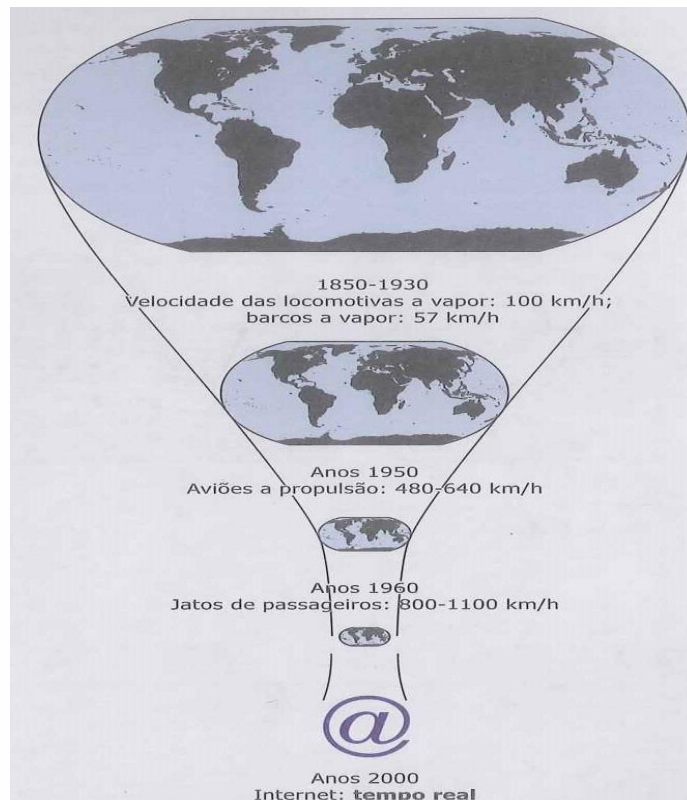 1850-1930
Velocidade das locomotivas a vapor: 100 km/h;
barcos a vapor: 57 km/h
Anos 1950
Aviões a propulsão: 480-640 km/h
Anos 1960
Jatos de passageiros: 800-1100 km/h
@
Anos 2000
Internet: tempo real